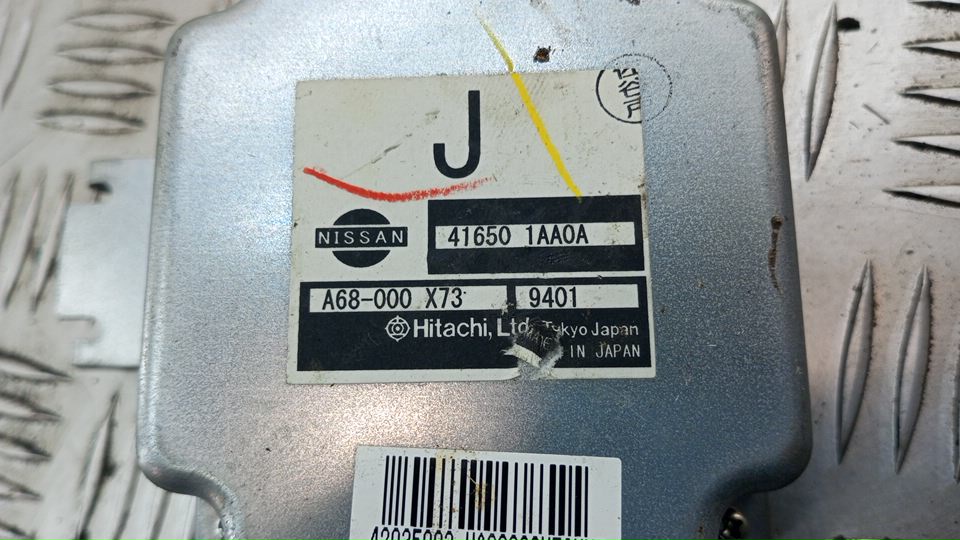 J
NISSAN
41650 1AA0A
A68-000 X73
9401
Hitachi, Ltd. Tokyo Japan
IN JAPAN